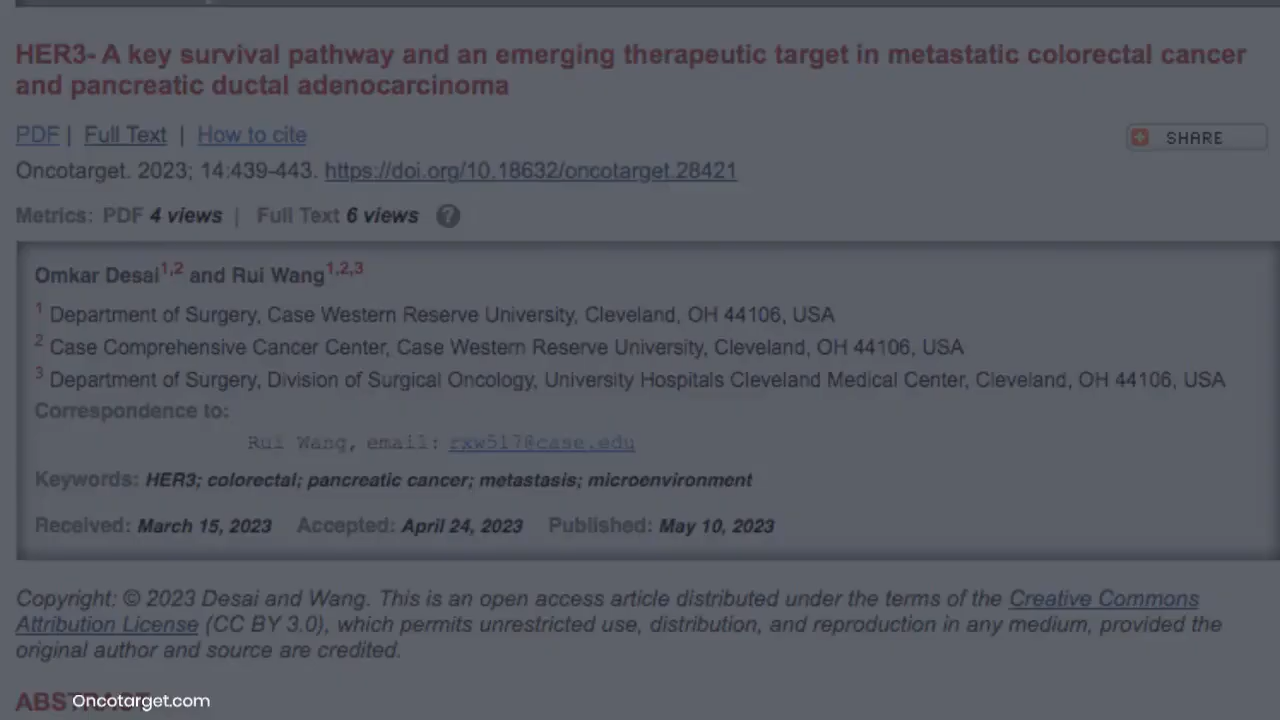 HER3- A key survival pathway and an emerging therapeutic target in metastatic colorectal cancer
and pancreatic ductal adenocarcinoma
PDF | Full Text | How to cite
SHARE
Oncotarget. 2023; 14:439-443. https://doi.org/10.18632/oncotarget.28421
Metrics: PDF 4 views | Full Text 6 views ?
Omkar Desai1,2 and Rui Wang1,2,3
1 Department of Surgery, Case Western Reserve University, Cleveland, OH 44106, USA
2 Case Comprehensive Cancer Center, Case Western Reserve University, Cleveland, OH 44106, USA
3 Department of Surgery, Division of Surgical Oncology, University Hospitals Cleveland Medical Center, Cleveland, OH 44106, USA
Correspondence to:
Rui Wang, email: rxw517@case.edu
Keywords: HER3; colorectal; pancreatic cancer; metastasis; microenvironment
Received: March 15, 2023 Accepted: April 24, 2023 Published: May 10, 2023
Copyright: © 2023 Desai and Wang. This is an open access article distributed under the terms of the Creative Commons
Attribution License (CC BY 3.0), which permits unrestricted use, distribution, and reproduction in any medium, provided the
original author and source are credited.
ABSTRACT
Oncotarget.com